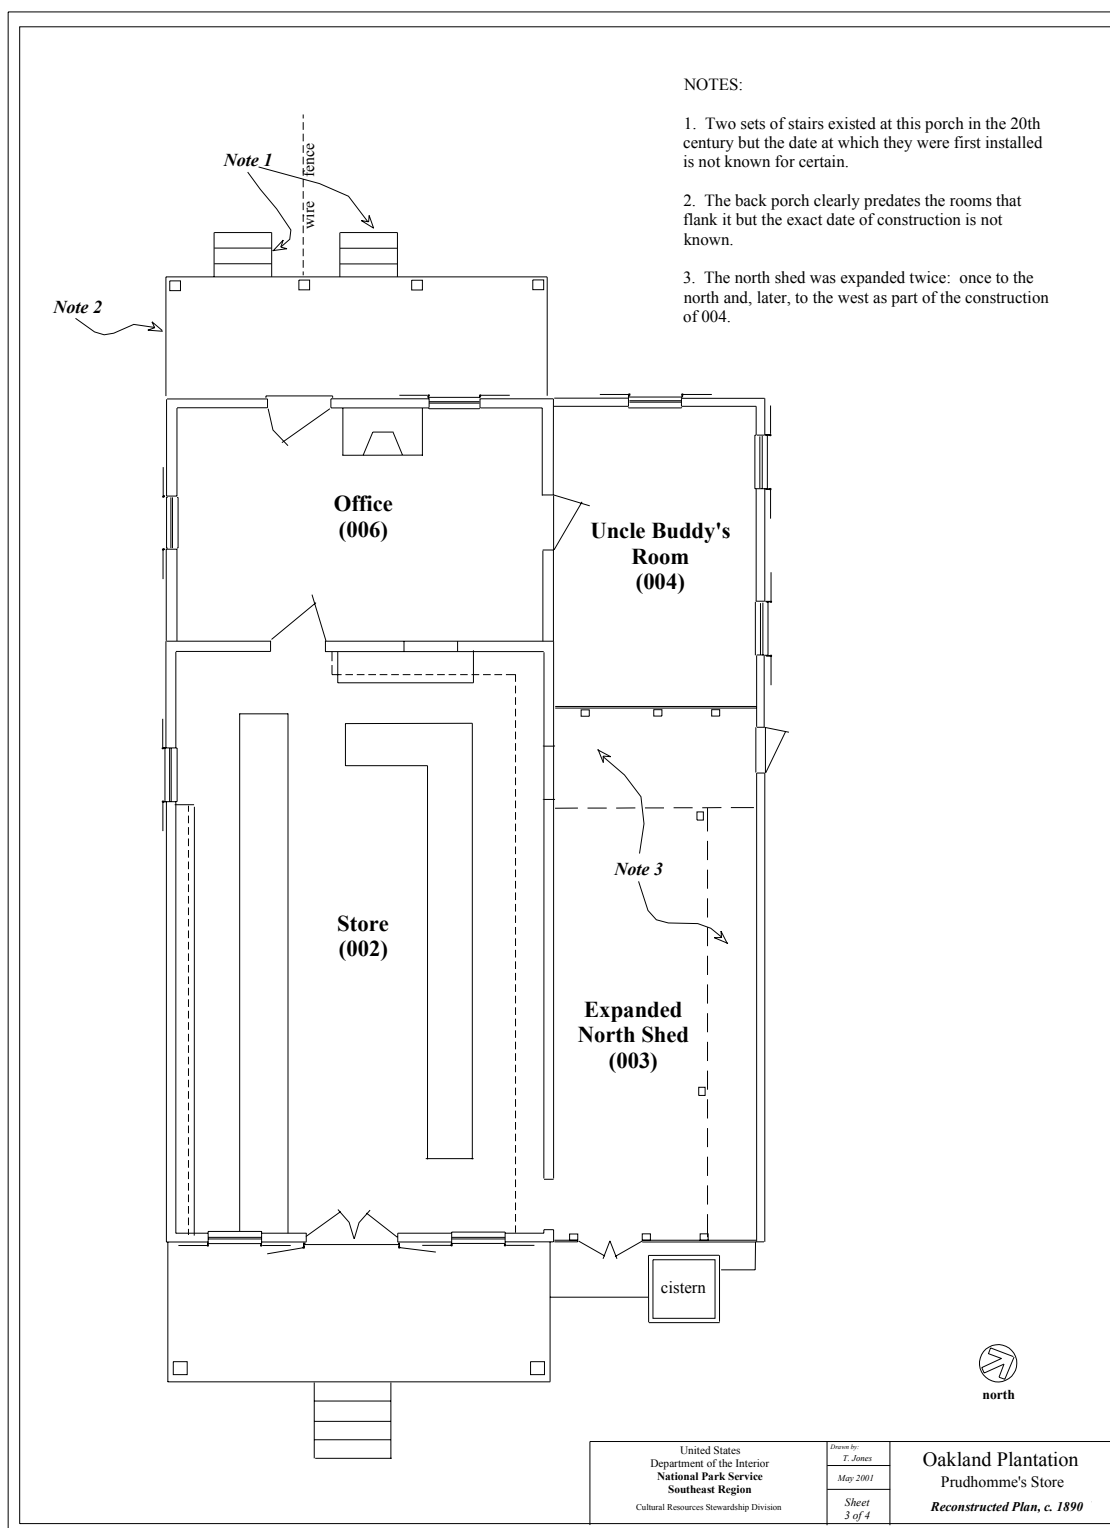 NOTES:
1. Two sets of stairs existed at this porch in the 20th
century but the date at which they were first installed
is not known for certain.
2. The back porch clearly predates the rooms that
flank it but the exact date of construction is not
known.
3. The north shed was expanded twice: once to the
north and, later, to the west as part of the construction
of 004.
Note 1
wire fence
Note 2
Office
(006)
Uncle Buddy's
Room
(004)
Note 3
Store
(002)
Expanded
North Shed
(003)
cistern
north
United States
Department of the Interior
National Park Service
Southeast Region
Cultural Resources Stewardship Division
Drawn by:
T. Jones
May 2001
Sheet
3 of 4
Oakland Plantation
Prudhomme's Store
Reconstructed Plan, c. 1890